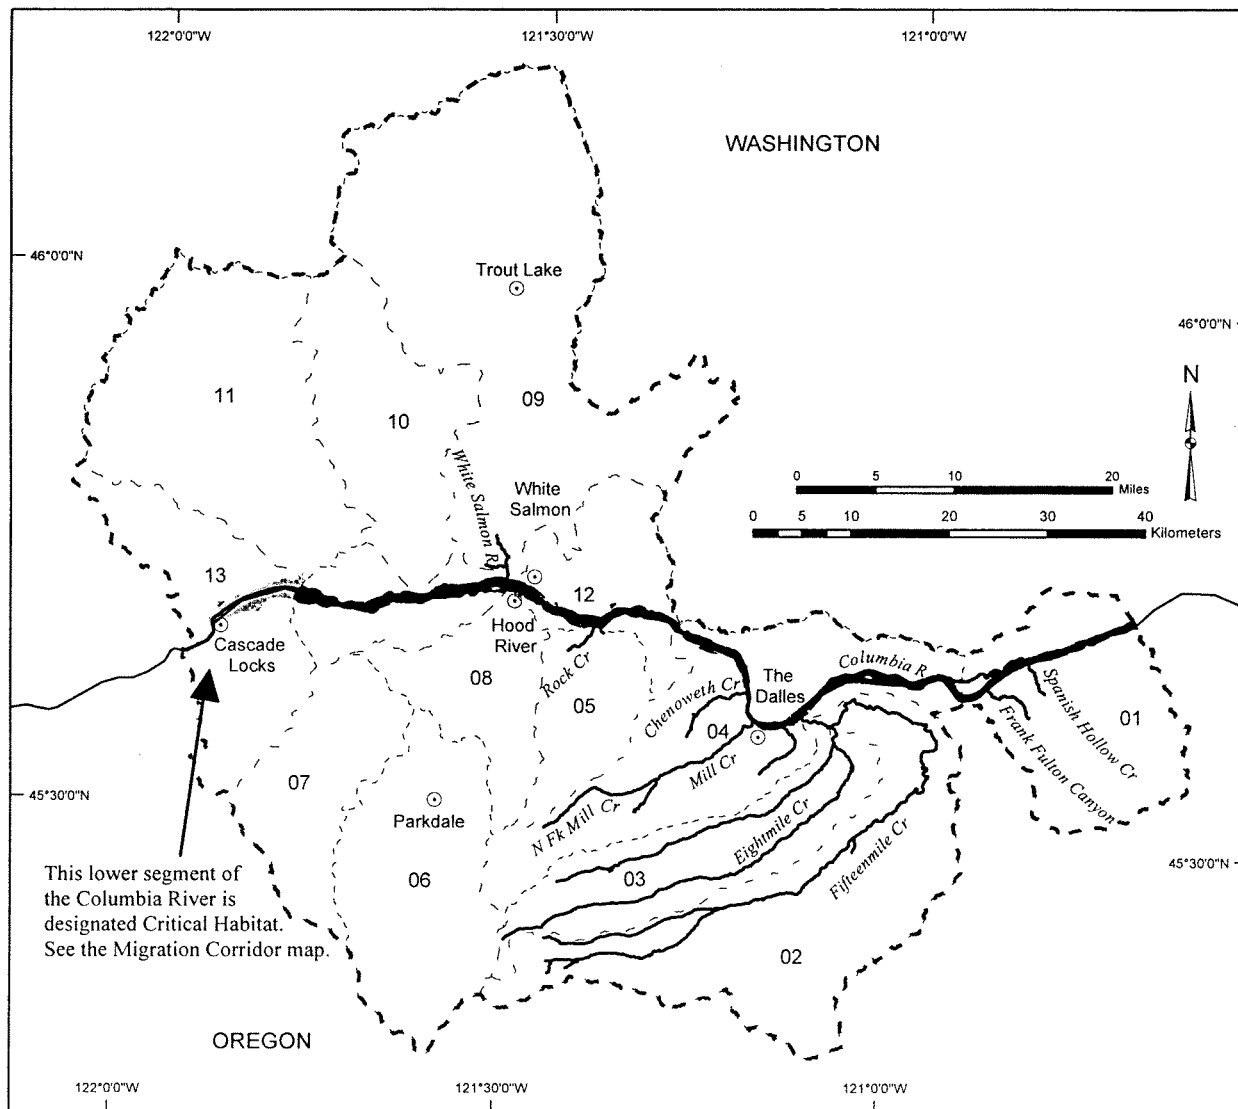 122°0'0"W
121°30'0"W
121°0'0"W
WASHINGTON
46°0'0"N
Trout Lake
46°0'0"N
N
11
10
09
0 5 10 20
Miles
0 5 10 20 30 40
Kilometers
White Salmon R
White
Salmon
13
12
Cascade
Locks
Hood
River
Rock Cr
08
05
Chenoweth Cr
04
The
Dalles
Columbia R
Spanish Hollow Cr
01
Frank Fulton Canyon
07
Mill Cr
N Fk Mill Cr
Parkdale
45°30'0"N
Eightmile Cr
Fifteenmile Cr
45°30'0"N
06
03
02
This lower segment of
the Columbia River is
designated Critical Habitat.
See the Migration Corridor map.
OREGON
122°0'0"W
121°30'0"W
121°0'0"W